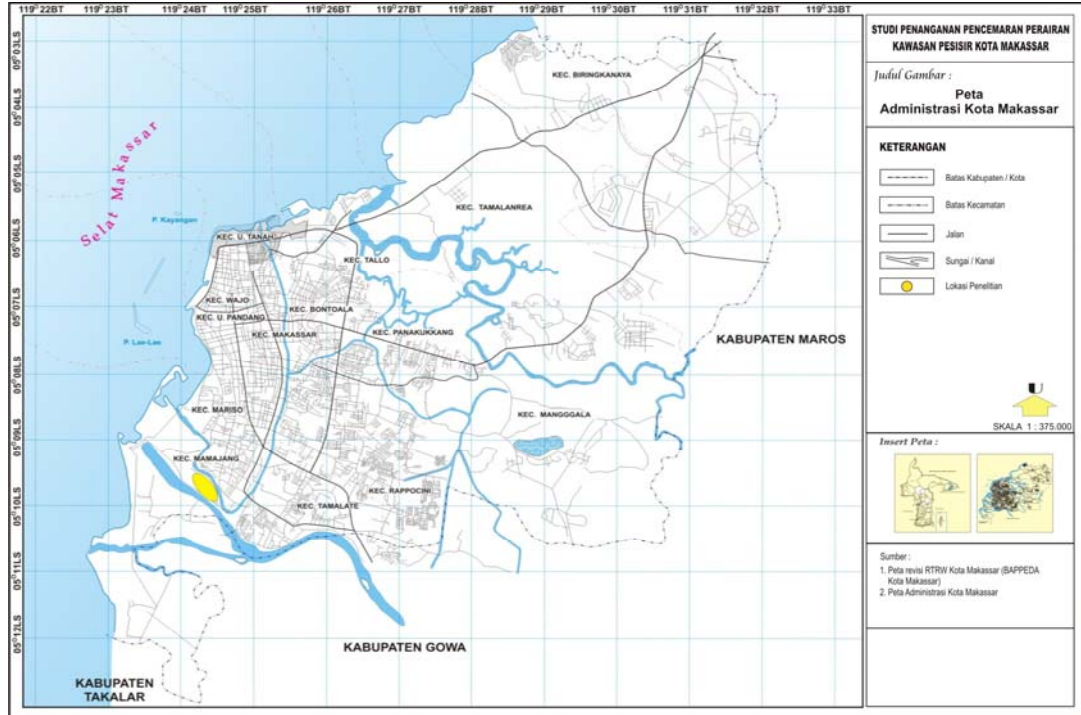 119°22BT 119°23BT 119°24BT 119°25BT 119°26BT 119°27BT 119°28BT 119°29BT 119°30BT 119°31BT 119°32BT 119°33BT
05°03LS
05°04LS
05°05LS
05°06LS
05°07LS
05°08LS
05°09LS
05°10LS
05°11LS
05°12LS
Selat Makassar
P. Kayangan
P. Lae-Lae
KEC. BIRINGKANAYA
KEC. TAMALANREA
KEC. U. TANAH
KEC. TALLO
KEC. WAJO
KEC. BONTOALA
KEC. U. PANDANG
KEC. MAKASSAR
KEC. PANAKUKKANG
KABUPATEN MAROS
KEC. MARISO
KEC. MANGGGALA
KEC. MAMAJANG
KEC. RAPPOCINI
KEC. TAMALATE
KABUPATEN GOWA
KABUPATEN
TAKALAR
STUDI PENANGANAN PENCEMARAN PERAIRAN
KAWASAN PESISIR KOTA MAKASSAR
Judul Gambar :
Peta
Administrasi Kota Makassar
KETERANGAN
Batas Kabupaten / Kota
Batas Kecamatan
Jalan
Sungai / Kanal
Lokasi Penelitian
U
SKALA 1 : 375.000
Insert Peta :
Sumber :
1. Peta revisi RTRW Kota Makassar (BAPPEDA
Kota Makassar)
2. Peta Administrasi Kota Makassar